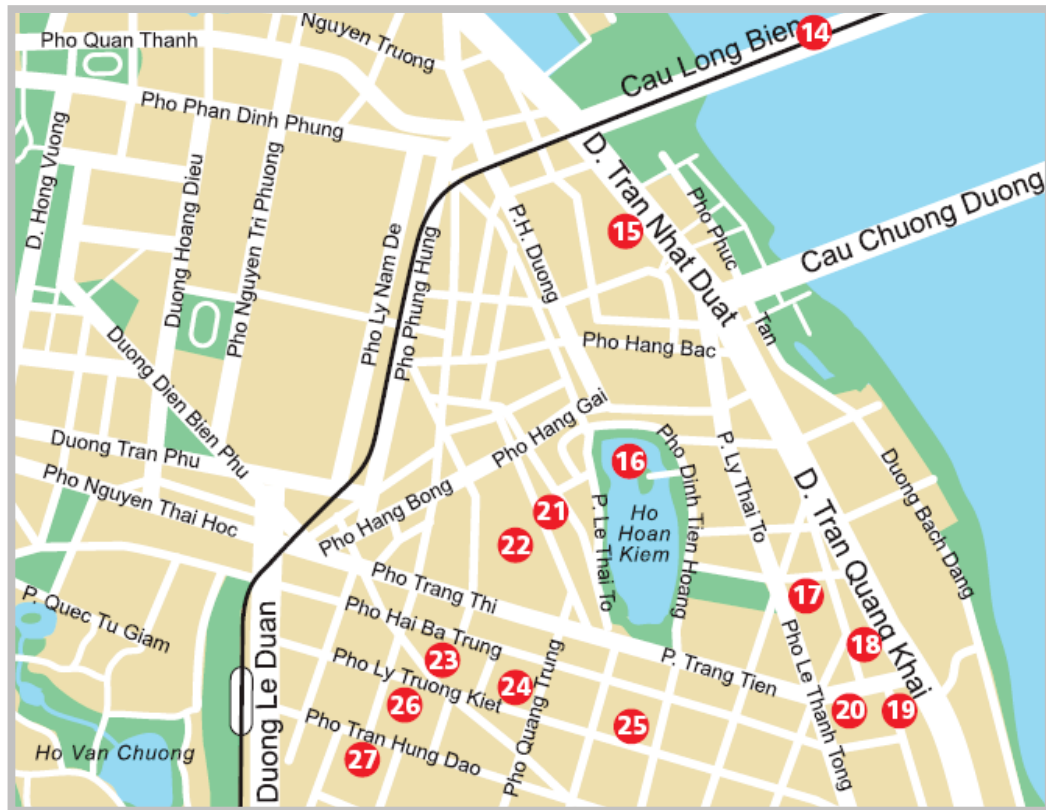 Pho Quan Thanh
Nguyen Truong
Cau Long Bien
14
Pho Phan Dinh Phung
D. Hong Vuong
Duong Hoang Dieu
Pho Nguyen Tri Phuong
Pho Ly Nam De
Pho Phung Hung
P.H. Duong
15
D. Tran Nhat Duat
Pho Phuc
Tan
Cau Chuong Duong
Pho Hang Bac
Duong Dien Bien Phu
Duong Tran Phu
Pho Nguyen Thai Hoc
Pho Hang Gai
Pho Hang Bong
16
Ho
Hoan
Kiem
P. Le Thai To
Pho Dinh Tien Hoang
P. Ly Thai To
D. Tran Quang Khai
Duong Bach Dang
21
22
Pho Trang Thi
P. Quec Tu Giam
Duong Le Duan
Pho Hai Ba Trung
23
Pho Ly Truong Kiet
24
Pho Quang Trung
P. Trang Tien
17
18
Pho Le Thanh Tong
20
19
25
26
Pho Tran Hung Dao
27
Ho Van Chuong